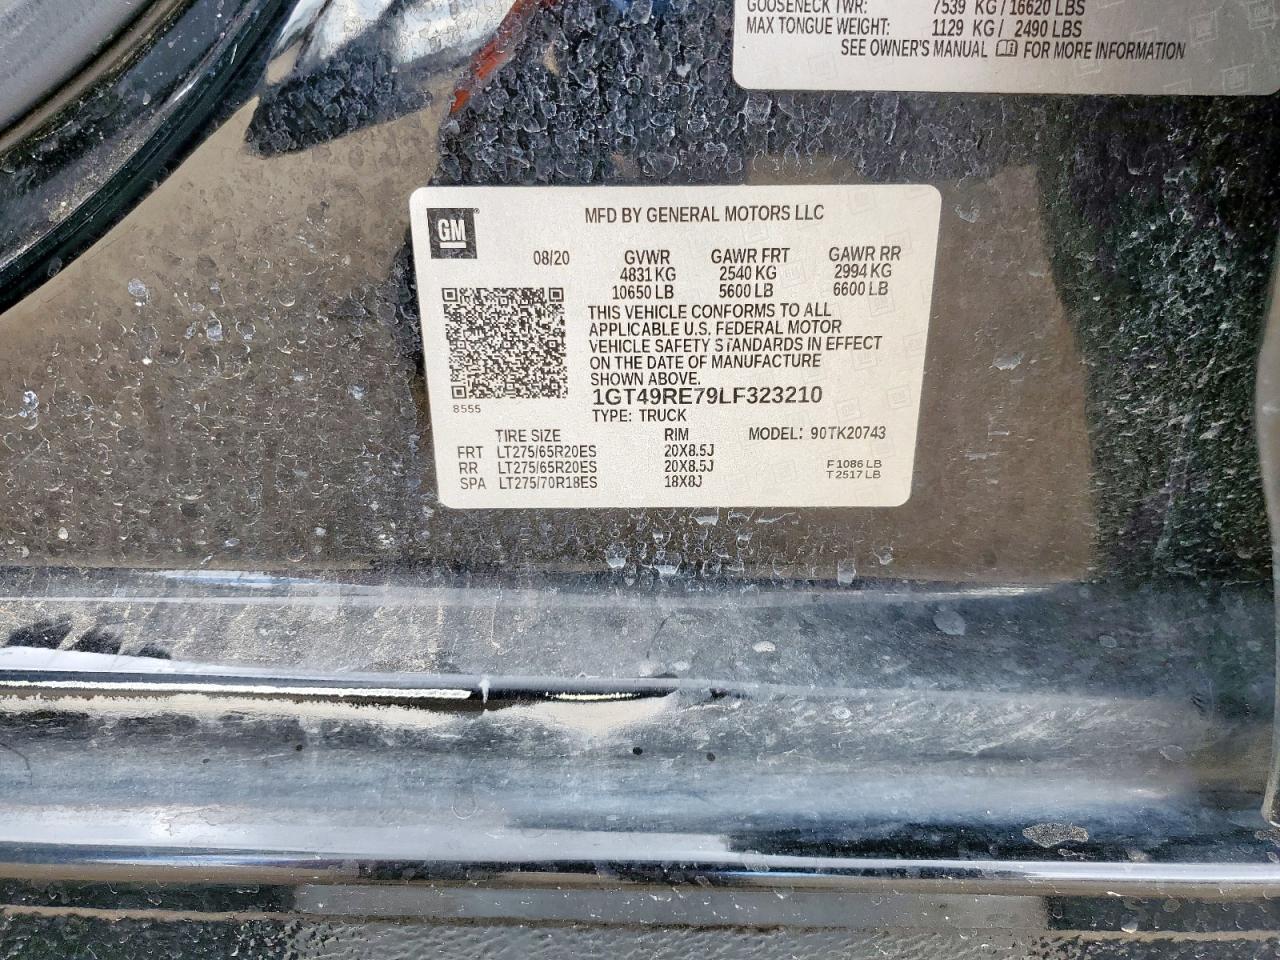 GOOSENECK TWR: 7539 KG / 16620 LBS
MAX TONGUE WEIGHT: 1129 KG / 2490 LBS
SEE OWNER'S MANUAL FOR MORE INFORMATION
GM
MFD BY GENERAL MOTORS LLC
08/20 GVWR GAWR FRT GAWR RR
4831 KG 2540 KG 2994 KG
10650 LB 5600 LB 6600 LB
THIS VEHICLE CONFORMS TO ALL
APPLICABLE U.S. FEDERAL MOTOR
VEHICLE SAFETY STANDARDS IN EFFECT
ON THE DATE OF MANUFACTURE
SHOWN ABOVE.
1GT49RE79LF323210
8555
TYPE: TRUCK
TIRE SIZE RIM MODEL: 90TK20743
FRT LT275/65R20ES 20X8.5J
RR LT275/65R20ES 20X8.5J
SPA LT275/70R18ES 18X8J
F 1086 LB
T 2517 LB